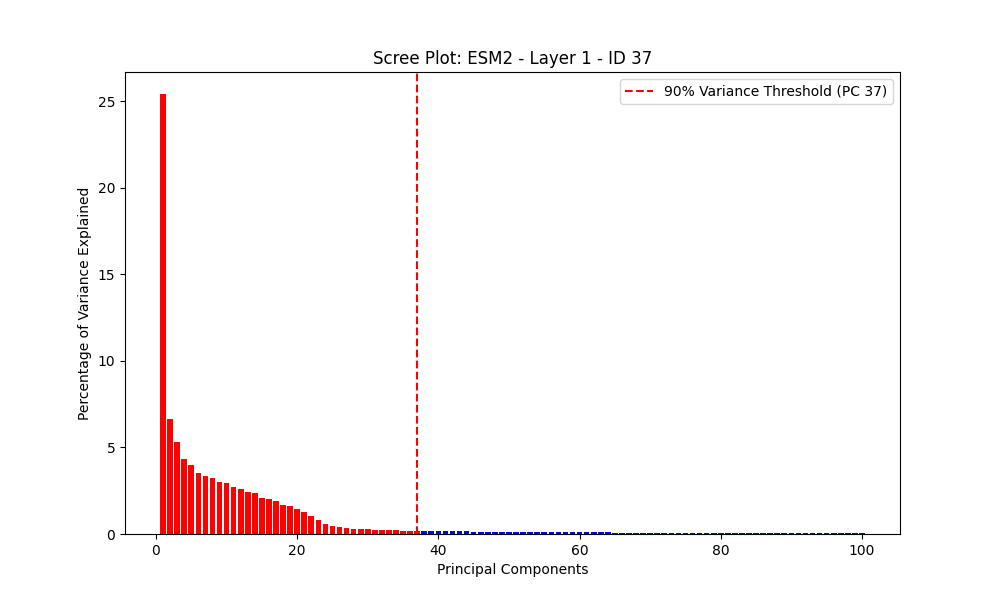 Scree Plot: ESM2 - Layer 1 - ID 37
90% Variance Threshold (PC 37)
Percentage of Variance Explained
25
20
15
10
5
0
0 20 40 60 80 100
Principal Components